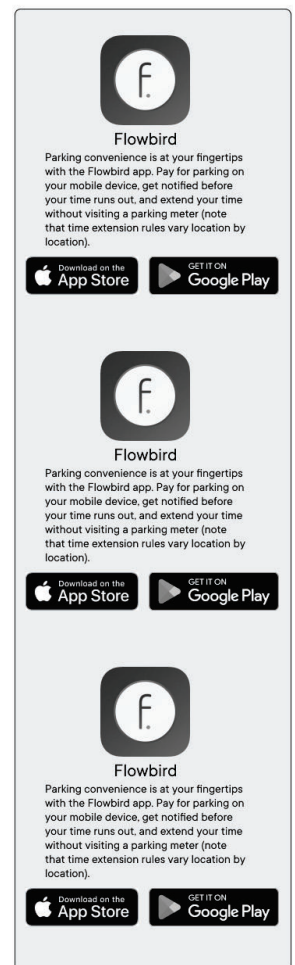 f.
Flowbird
Parking convenience is at your fingertips
with the Flowbird app. Pay for parking on
your mobile device, get notified before
your time runs out, and extend your time
without visiting a parking meter (note
that time extension rules vary location by
location).
Download on the
App Store
GET IT ON
Google Play
f.
Flowbird
Parking convenience is at your fingertips
with the Flowbird app. Pay for parking on
your mobile device, get notified before
your time runs out, and extend your time
without visiting a parking meter (note
that time extension rules vary location by
location).
Download on the
App Store
GET IT ON
Google Play
f.
Flowbird
Parking convenience is at your fingertips
with the Flowbird app. Pay for parking on
your mobile device, get notified before
your time runs out, and extend your time
without visiting a parking meter (note
that time extension rules vary location by
location).
Download on the
App Store
GET IT ON
Google Play